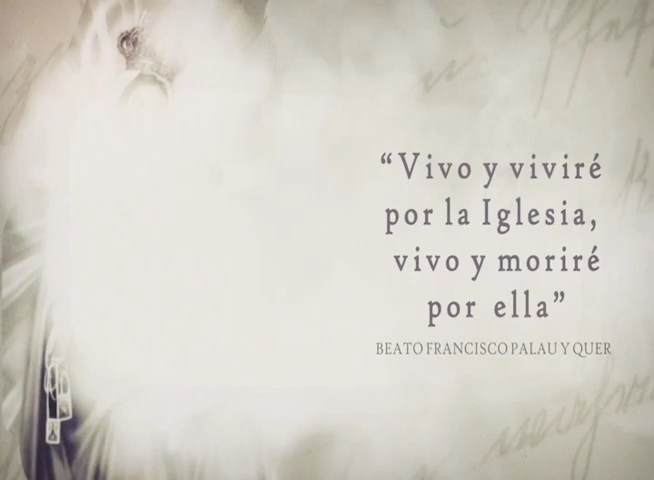 “Vivo y viviré
por la Iglesia,
vivo y moriré
por ella”
BEATO FRANCISCO PALAU Y QUER